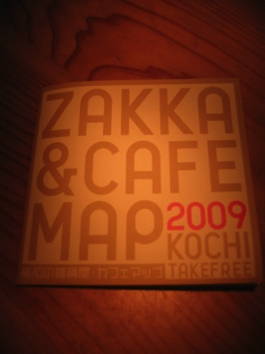 ZAKKA
& CAFE
MAP 2009
KOCHI
TAKEFREE